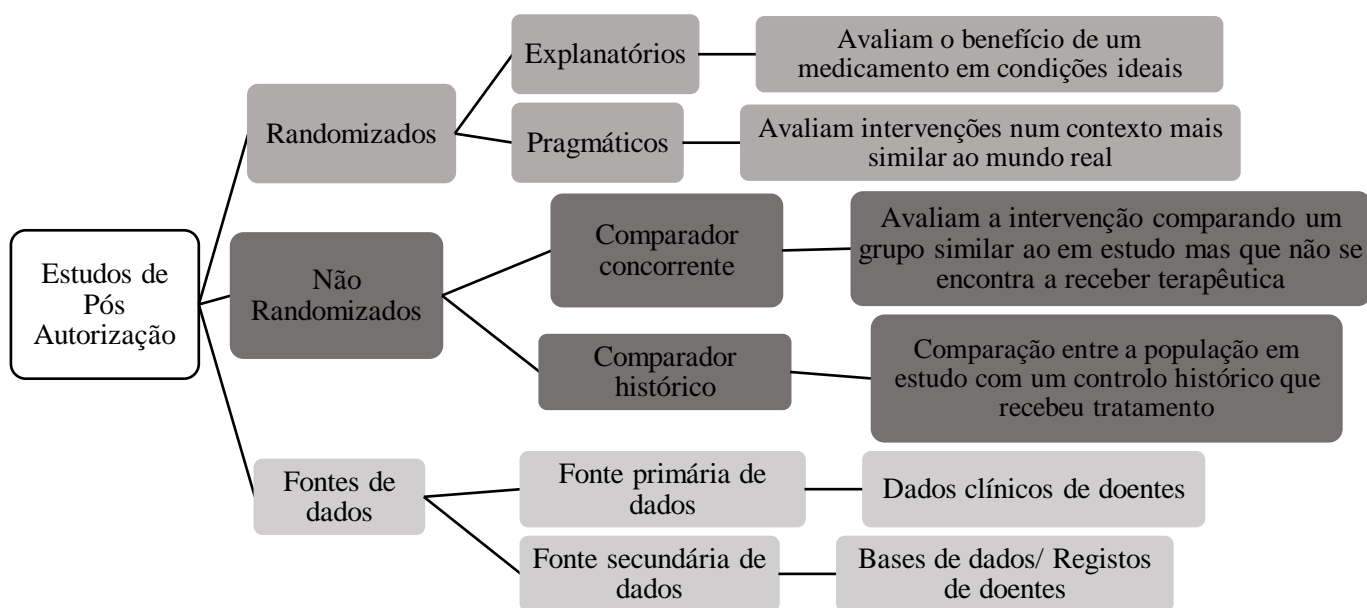 Estudos de
Pós
Autorização
Randomizados
Explanatórios
Avaliam o benefício de um
medicamento em condições ideais
Pragmáticos
Avaliam intervenções num contexto mais
similar ao mundo real
Não
Randomizados
Comparador
concorrente
Avaliam a intervenção comparando um
grupo similar ao em estudo mas que não se
encontra a receber terapêutica
Comparador
histórico
Comparação entre a população em
estudo com um controlo histórico que
recebeu tratamento
Fontes de
dados
Fonte primária de
dados
Dados clínicos de doentes
Fonte secundária de
dados
Bases de dados/ Registos
de doentes